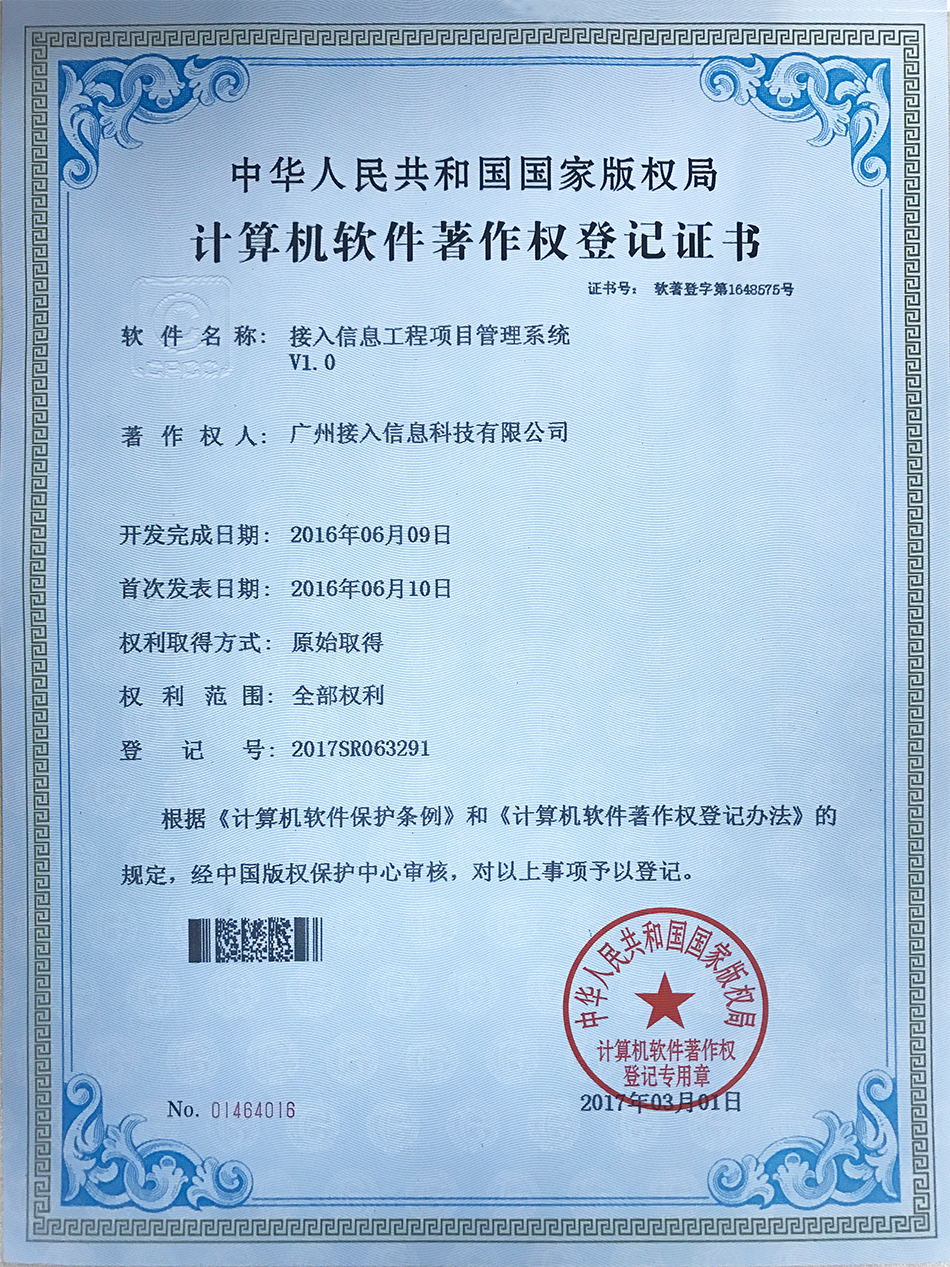 中华人民共和国国家版权局
计算机软件著作权登记证书
证书号： 软著登字第1648575号
软件名称： 接入信息工程项目管理系统
V1.0
著作权人： 广州接入信息科技有限公司
开发完成日期： 2016年06月09日
首次发表日期： 2016年06月10日
权利取得方式： 原始取得
权利范围： 全部权利
登记号： 2017SR063291
根据《计算机软件保护条例》和《计算机软件著作权登记办法》的
规定，经中国版权保护中心审核，对以上事项予以登记。
中华人民共和国国家版权局
计算机软件著作权
登记专用章
2017年03月01日
No. 01464016
CPCC